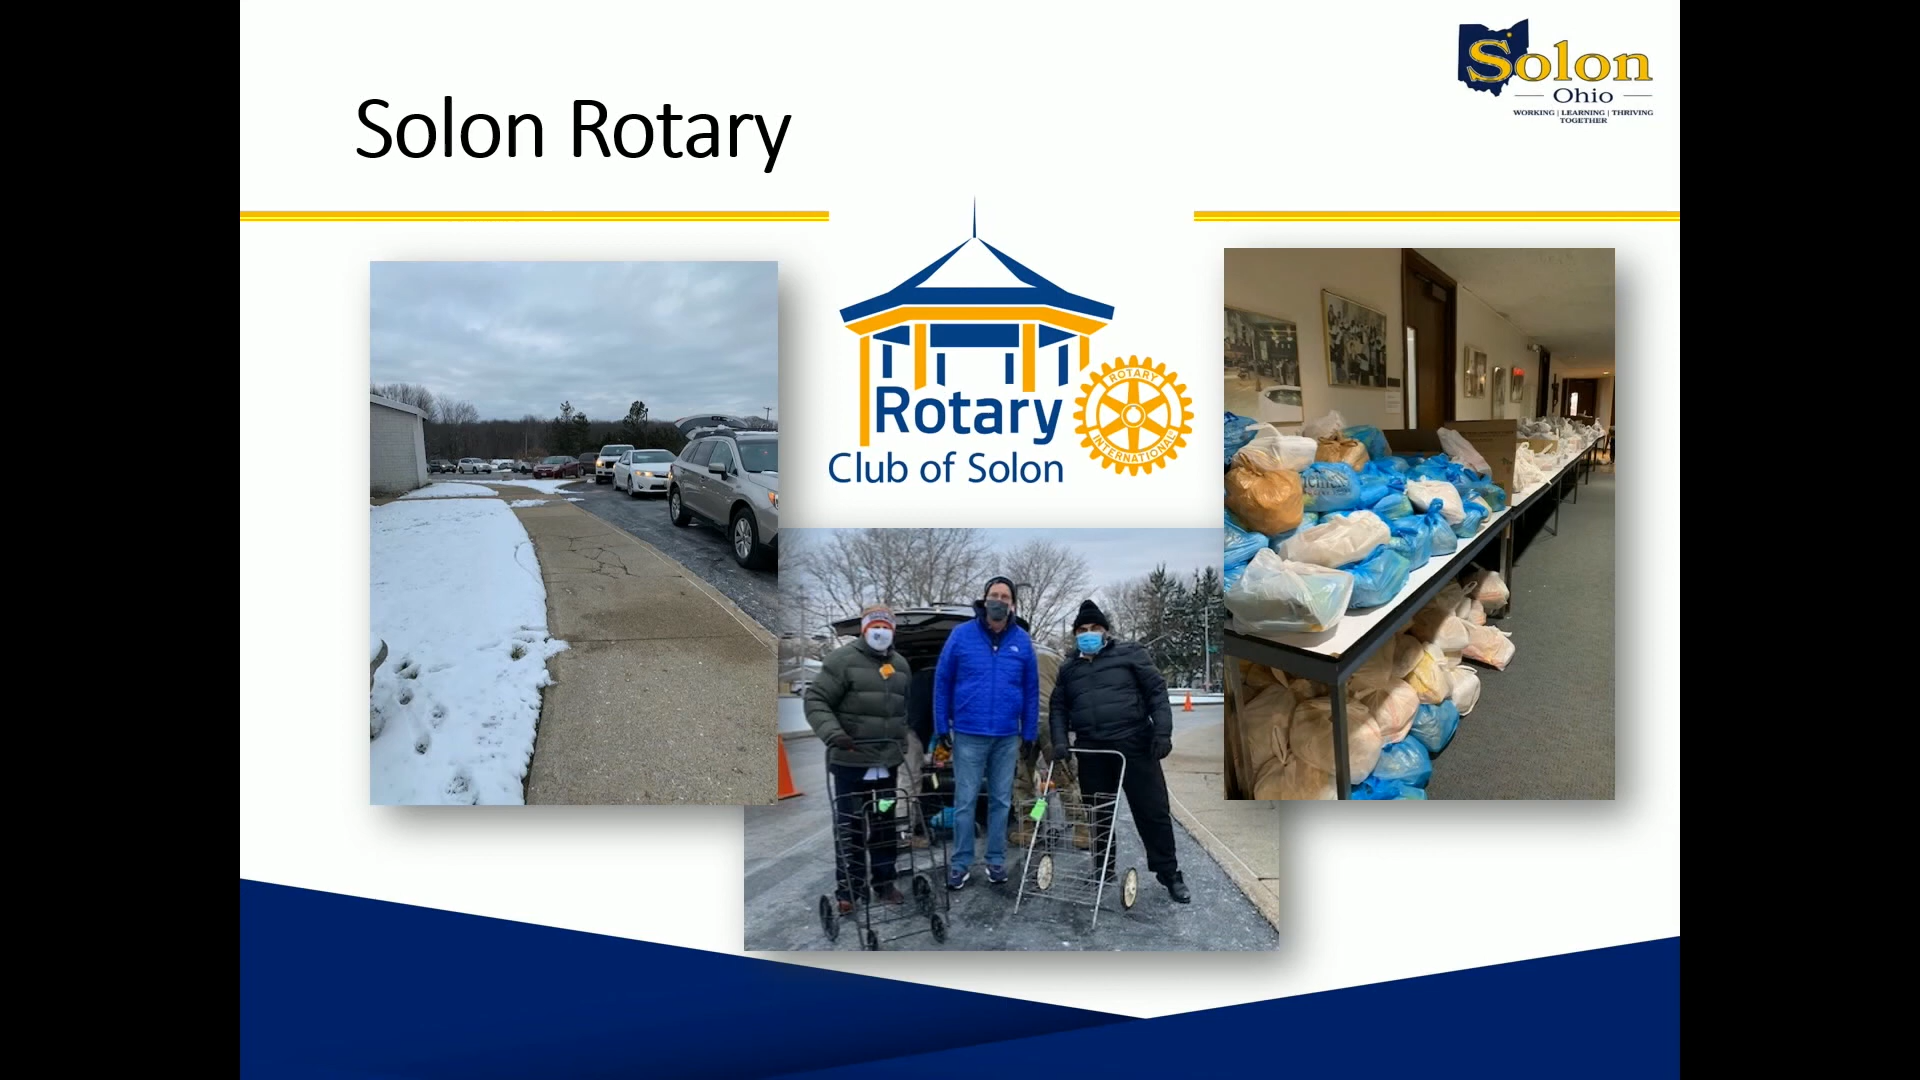 Solon
Ohio
WORKING | LEARNING | THRIVING
TOGETHER
Solon Rotary
Rotary
Club of Solon
ROTARY
INTERNATIONAL